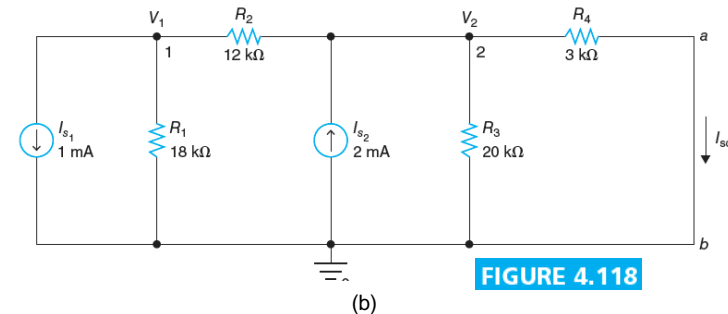 V1 R2 V2 R4
1 12 kΩ 2 3 kΩ a
Is1 R1 Is2 R3 Isc
1 mA 18 kΩ 2 mA 20 kΩ
b
FIGURE 4.118
(b)